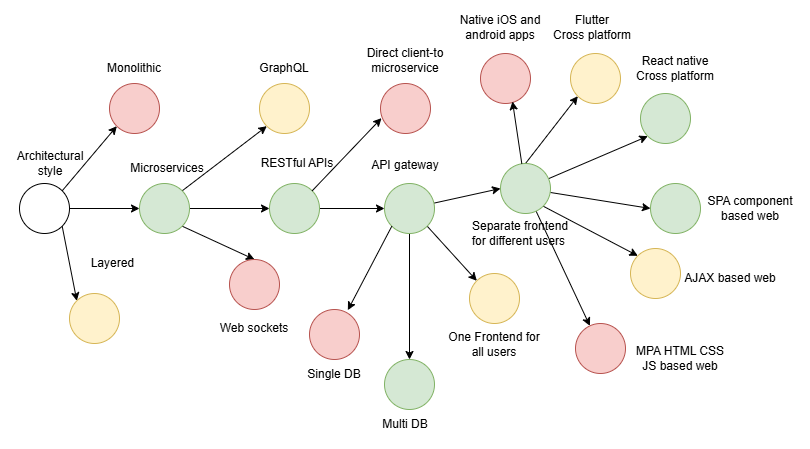 Native iOS and
android apps
Flutter
Cross platform
Direct client-to
microservice
React native
Cross platform
Monolithic
GraphQL
Architectural
style
Microservices
RESTful APIs
API gateway
SPA component
based web
Separate frontend
for different users
Layered
AJAX based web
Web sockets
One Frontend for
all users
MPA HTML CSS
JS based web
Single DB
Multi DB